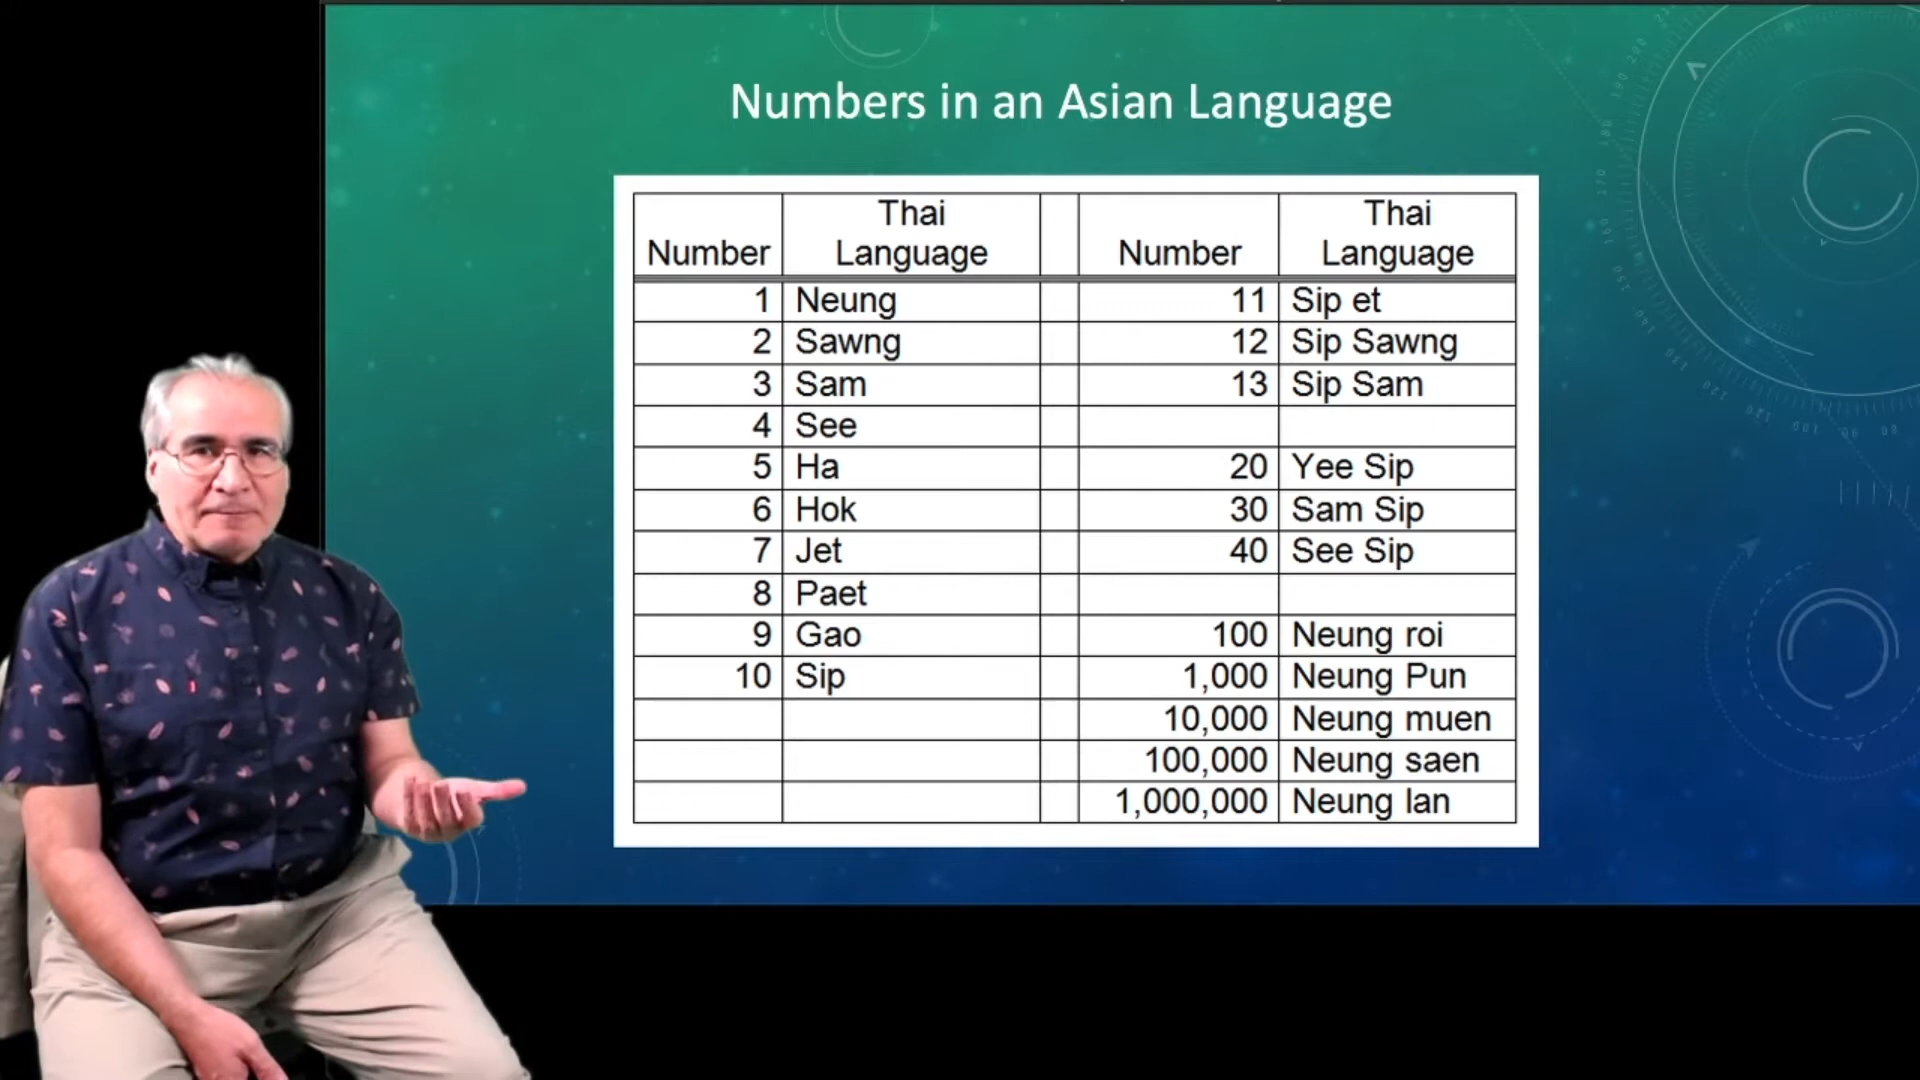 Numbers in an Asian Language
Number Thai Language Number Thai Language
1 Neung 11 Sip et
2 Sawng 12 Sip Sawng
3 Sam 13 Sip Sam
4 See
5 Ha 20 Yee Sip
6 Hok 30 Sam Sip
7 Jet 40 See Sip
8 Paet
9 Gao 100 Neung roi
10 Sip 1,000 Neung Pun
10,000 Neung muen
100,000 Neung saen
1,000,000 Neung lan